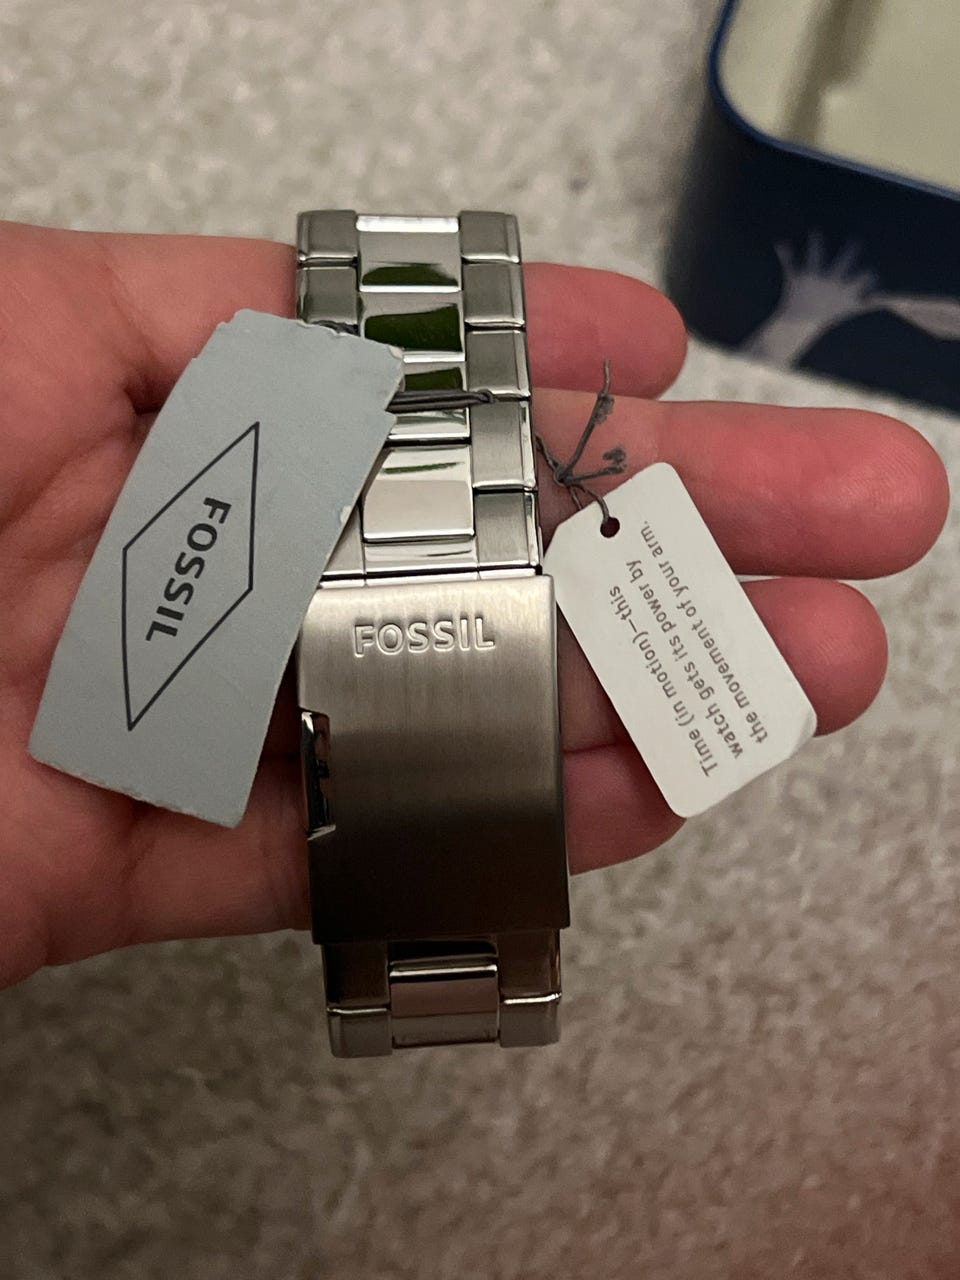 FOSSIL
FOSSIL
Time (in motion)—this
watch gets its power by
the movement of your arm.